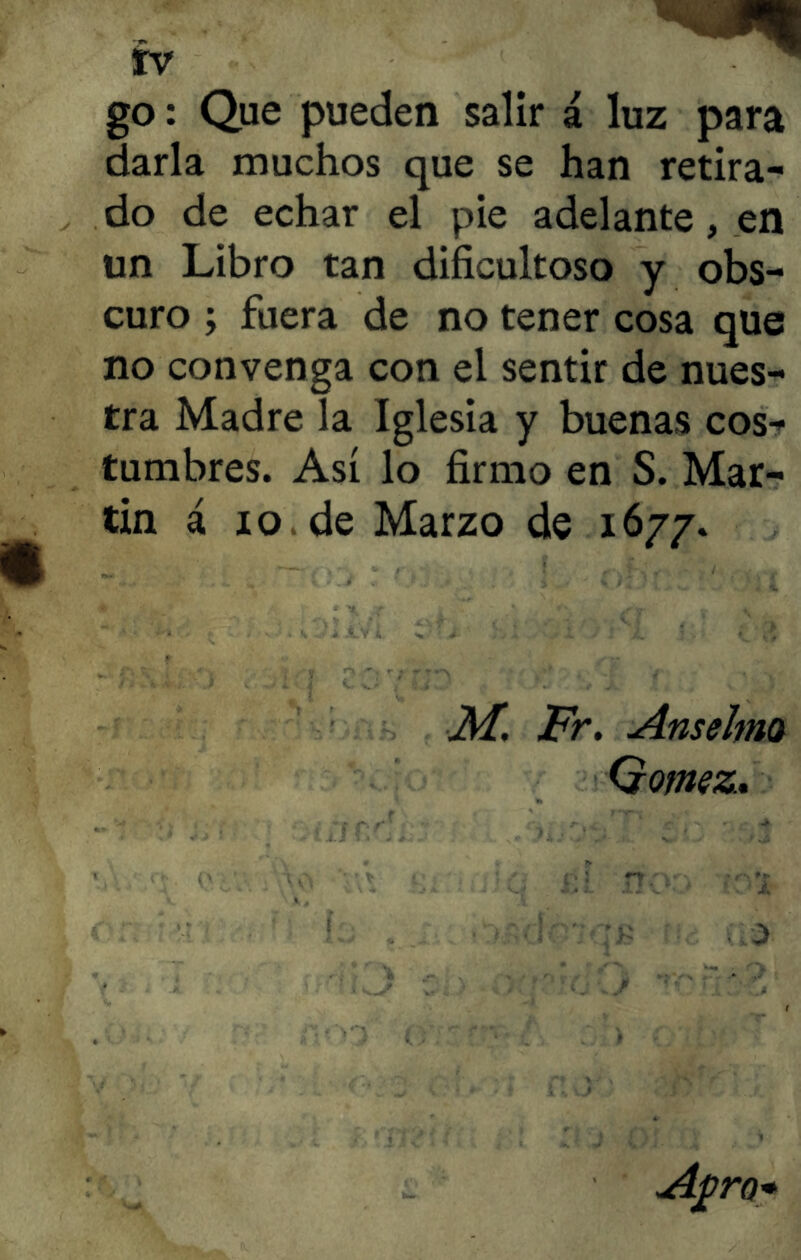 iv
go: Que pueden salir á luz para
darla muchos que se han retira-
do de echar el pie adelante, en
un Libro tan dificultoso y obs-
curo; fuera de no tener cosa que
no convenga con el sentir de nues-
tra Madre la Iglesia y buenas cos-
tumbres. Así lo firmo en S. Mar-
tin á 10 de Marzo de 1677.
M. Fr. Anselmo
Gomez.
Apro-